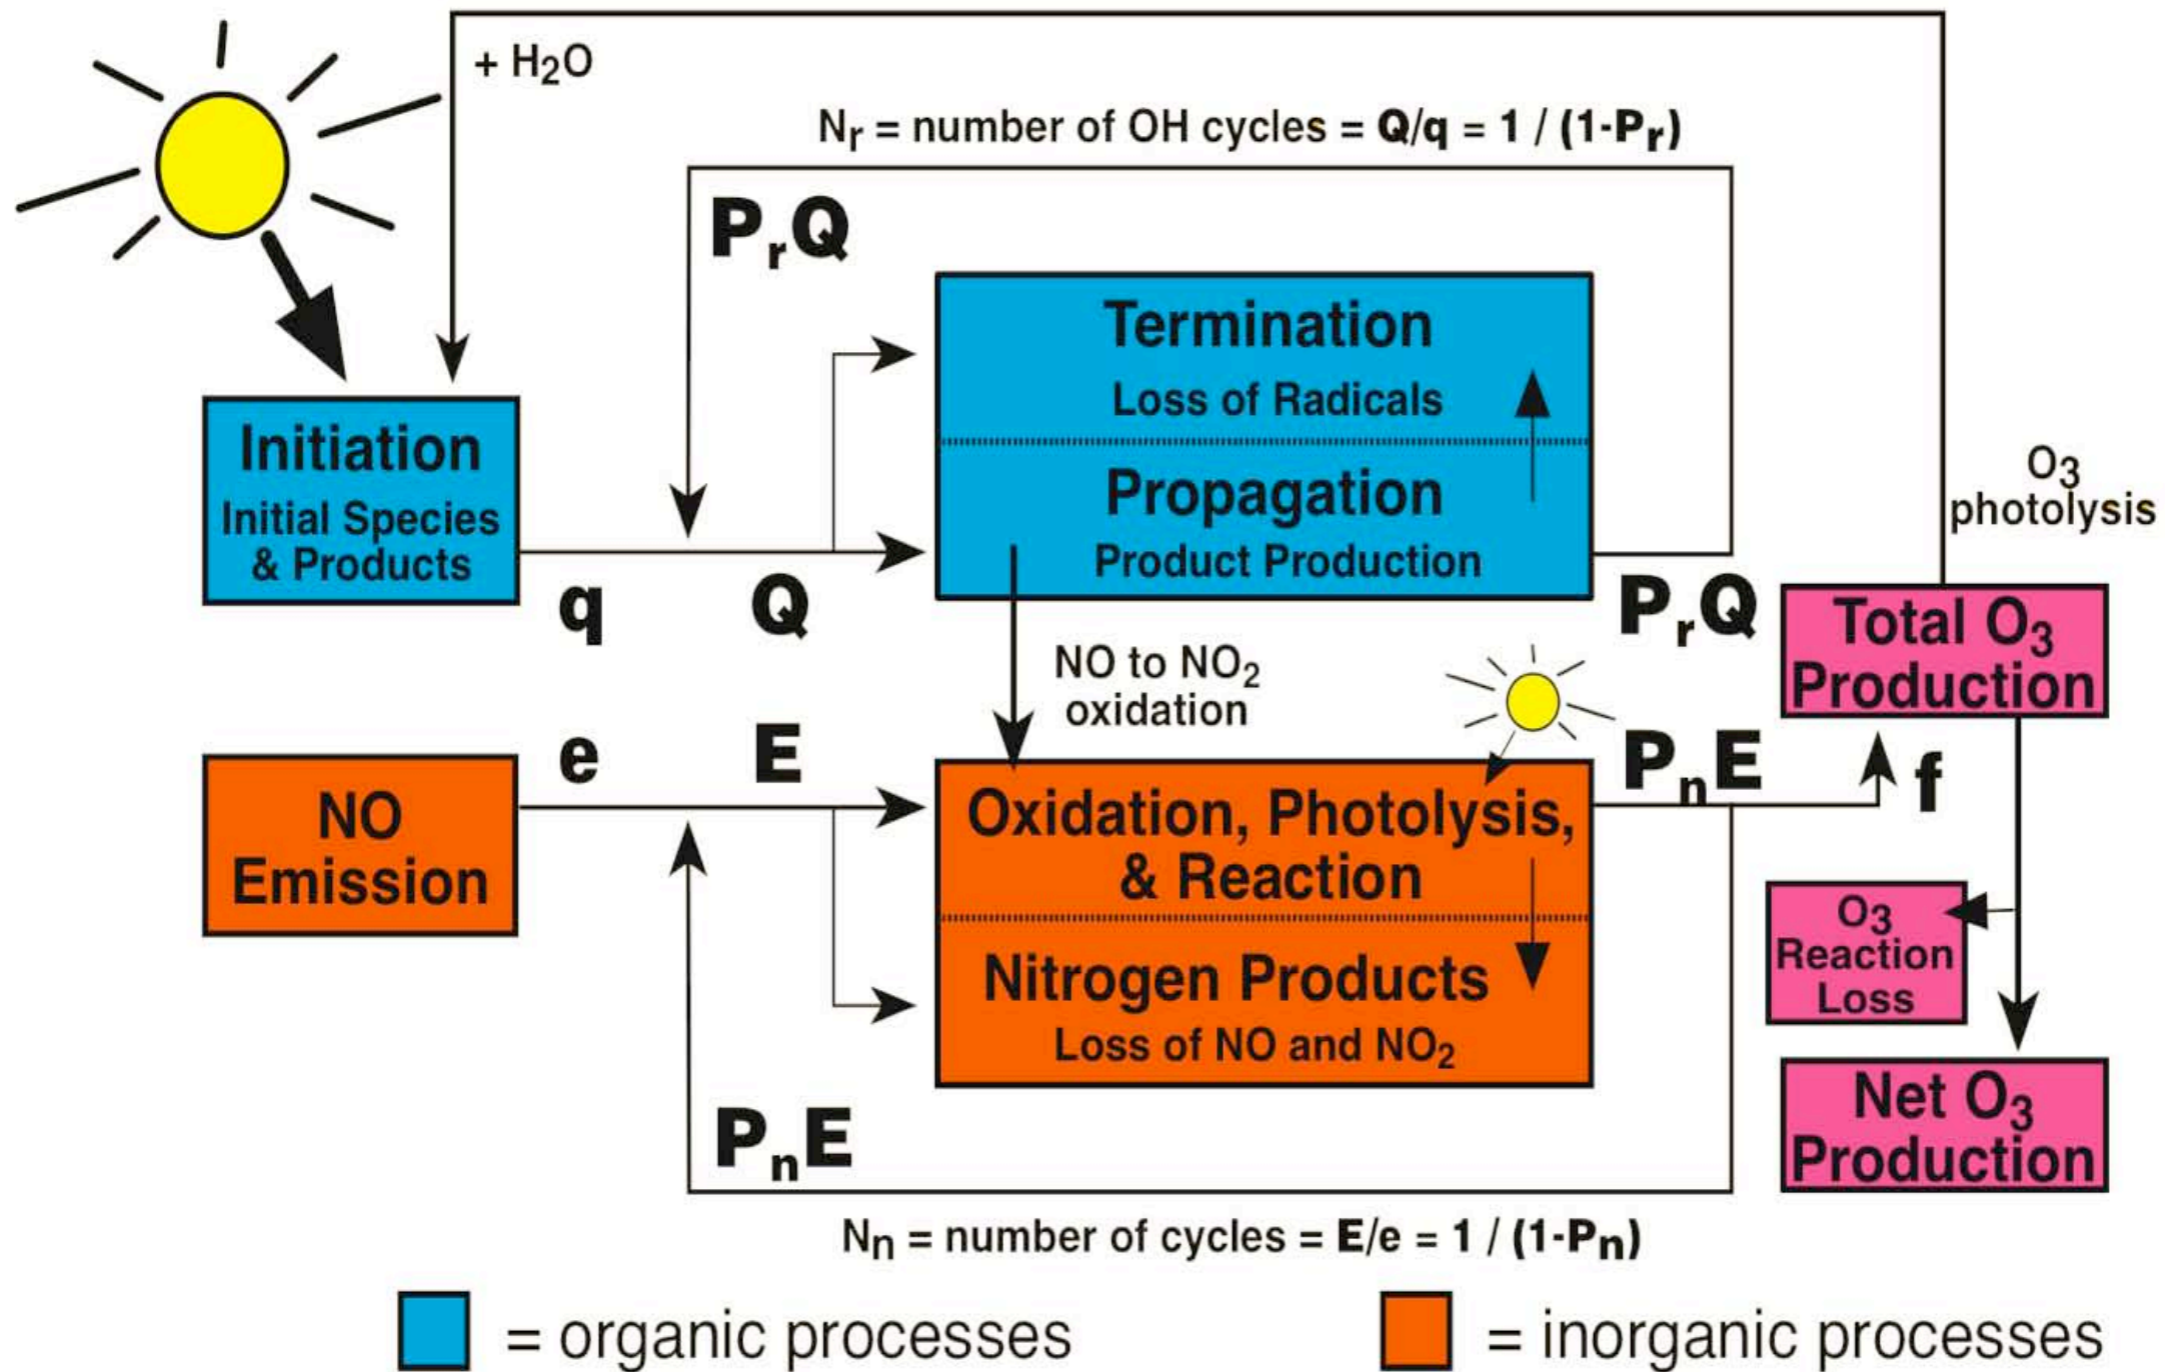 + H₂O
Nᵣ = number of OH cycles = Q/q = 1 / (1-Pᵣ)
PᵣQ
Termination
Loss of Radicals
Propagation
Product Production
Initiation
Initial Species
& Products
q
Q
PᵣQ
O₃
photolysis
Total O₃
Production
NO to NO₂
oxidation
e
E
PₙE
f
NO
Emission
Oxidation, Photolysis,
& Reaction
Nitrogen Products
Loss of NO and NO₂
O₃
Reaction
Loss
Net O₃
Production
PₙE
Nₙ = number of cycles = E/e = 1 / (1-Pₙ)
= organic processes
= inorganic processes